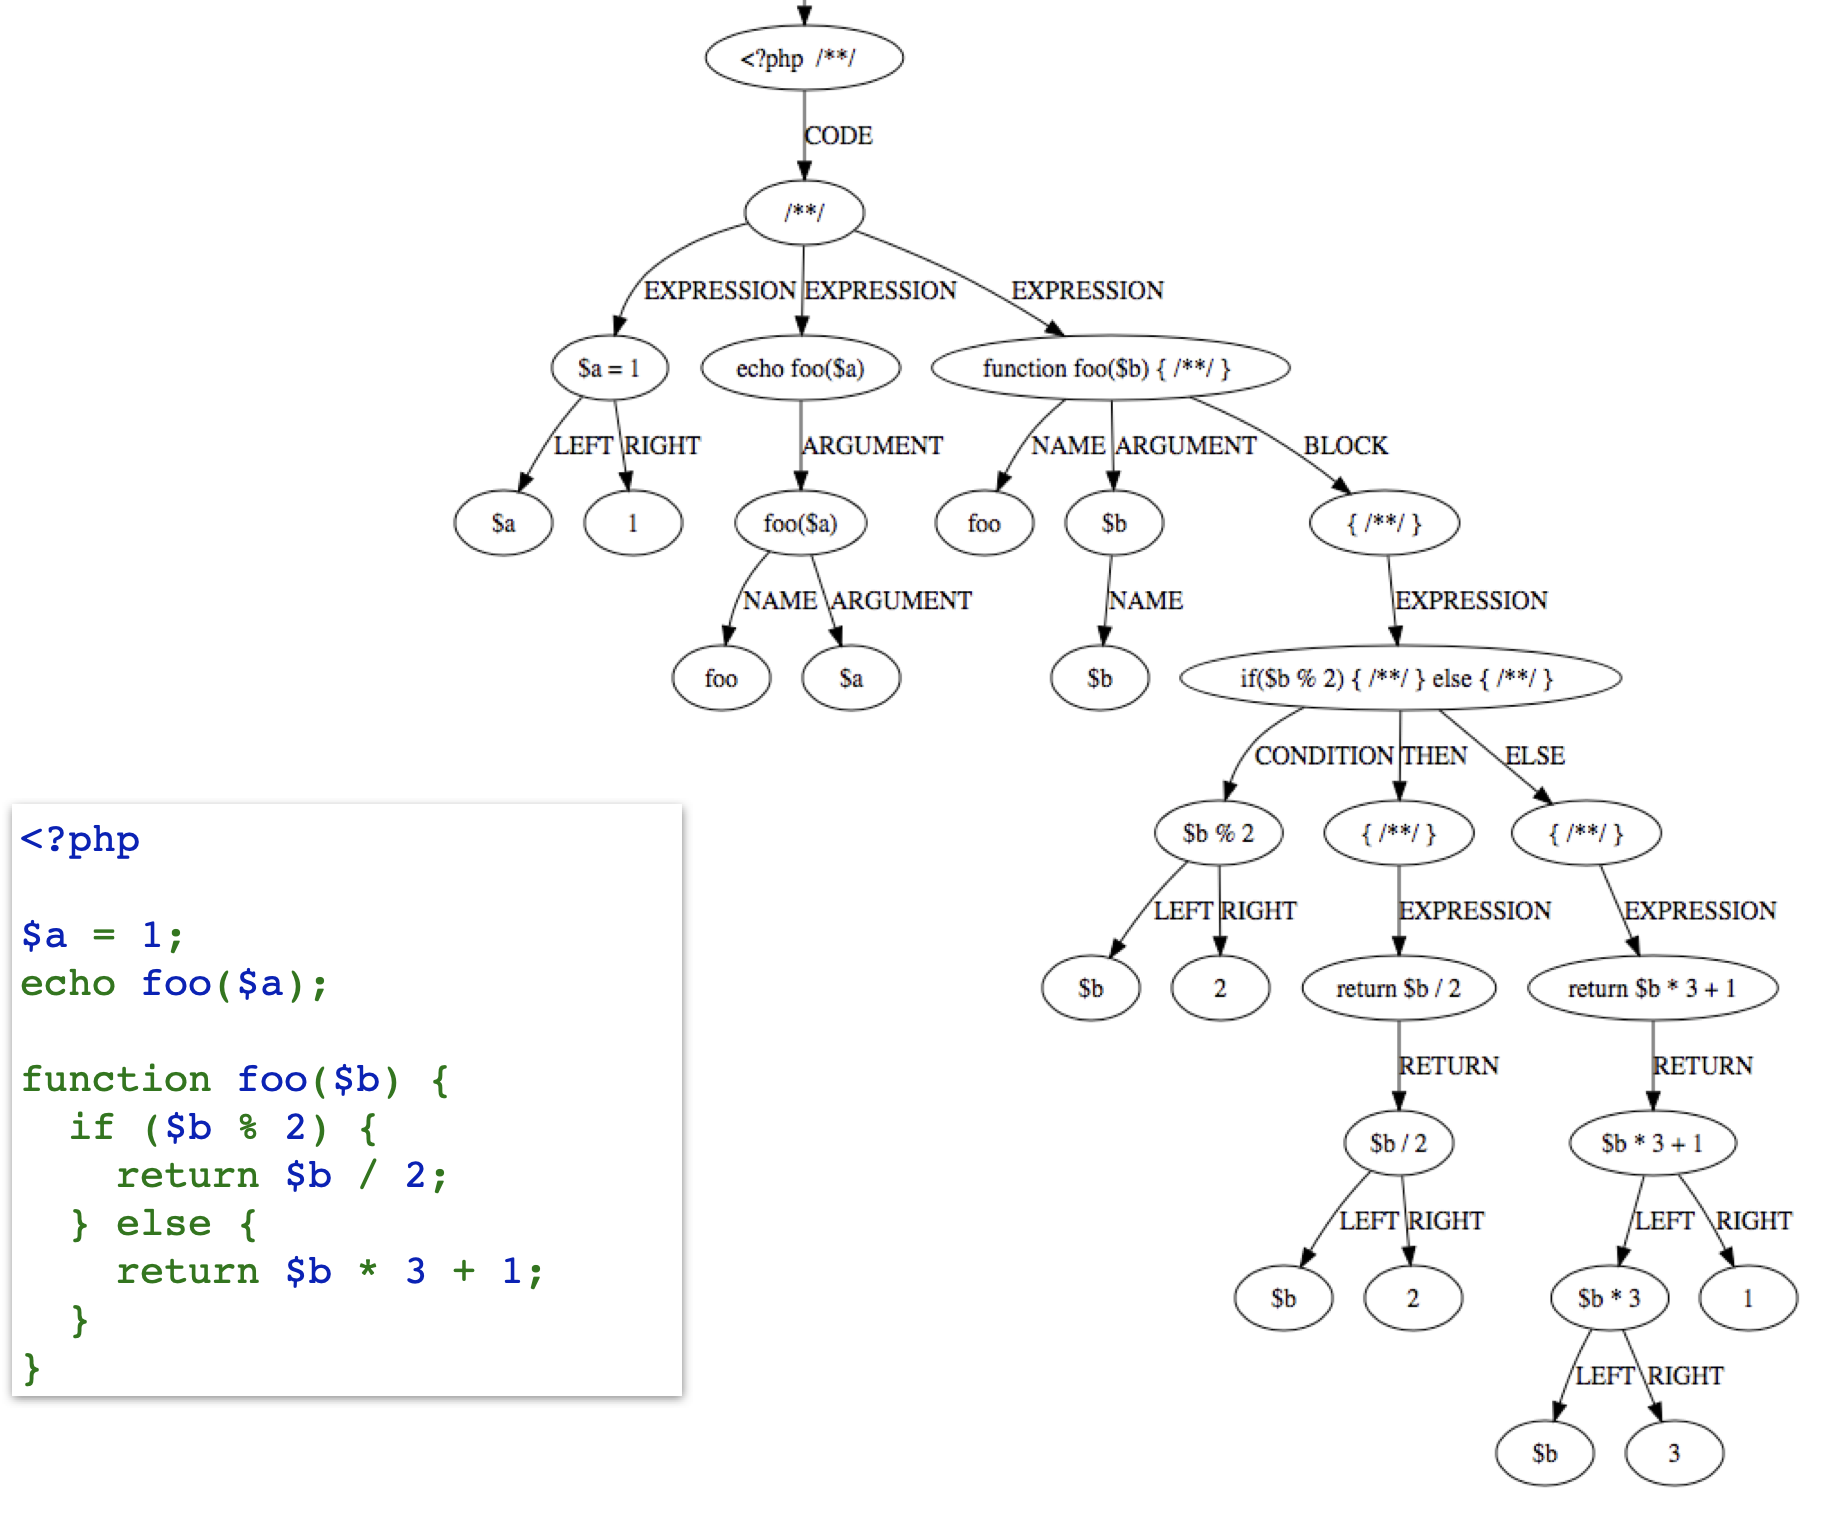 <?php /**/
CODE
/**/
EXPRESSION EXPRESSION EXPRESSION
$a = 1 echo foo($a) function foo($b) { /**/ }
LEFT RIGHT ARGUMENT NAME ARGUMENT BLOCK
$a 1 foo($a) foo $b { /**/ }
NAME ARGUMENT NAME EXPRESSION
foo $a $b if($b % 2) { /**/ } else { /**/ }
CONDITION THEN ELSE
$b % 2 { /**/ } { /**/ }
LEFT RIGHT EXPRESSION EXPRESSION
$b 2 return $b / 2 return $b * 3 + 1
RETURN RETURN
$b / 2 $b * 3 + 1
LEFT RIGHT LEFT RIGHT
$b 2 $b * 3 1
LEFT RIGHT
$b 3
<?php
$a = 1;
echo foo($a);
function foo($b) {
  if ($b % 2) {
    return $b / 2;
  } else {
    return $b * 3 + 1;
  }
}